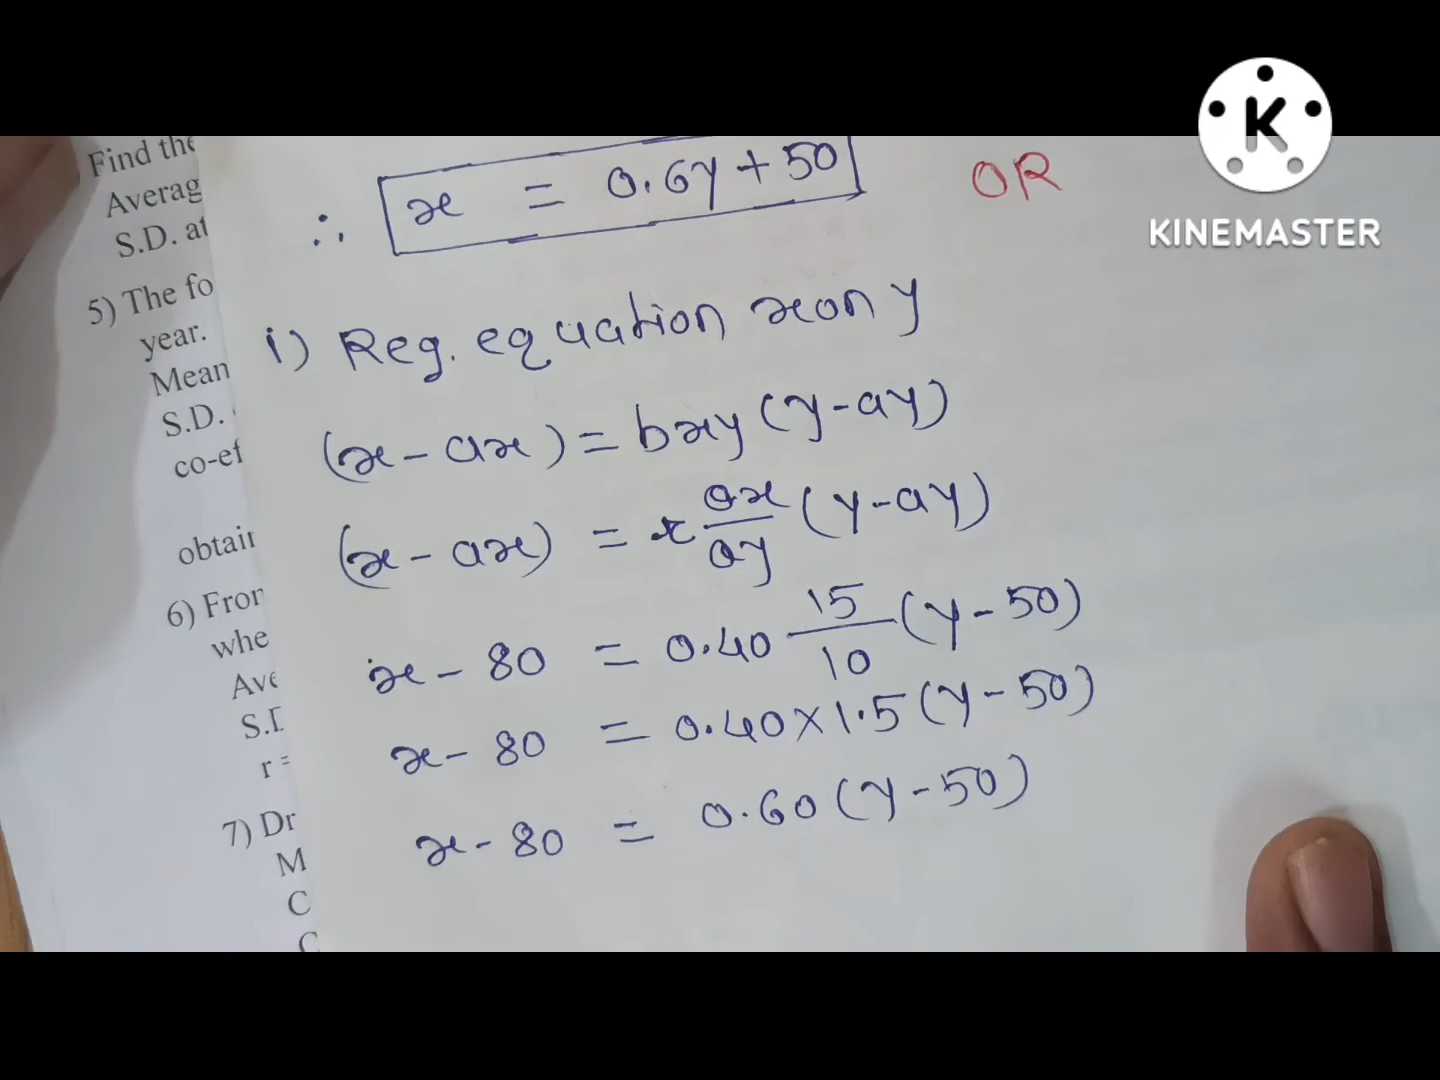 K
KINEMASTER
Find the
Averag
S.D. at
5) The fo
year.
Mean
S.D.
co-ef
obtain
6) From
whe
Ave
S.D
r =
7) Dr
M
C
C
∴ x = 0.6y + 50
OR
i) Reg. equation x on y
(x - ax) = bxy (y - ay)
(x - ax) = r σx/σy (y - ay)
x - 80 = 0.40 15/10 (y - 50)
x - 80 = 0.40 × 1.5 (y - 50)
x - 80 = 0.60 (y - 50)